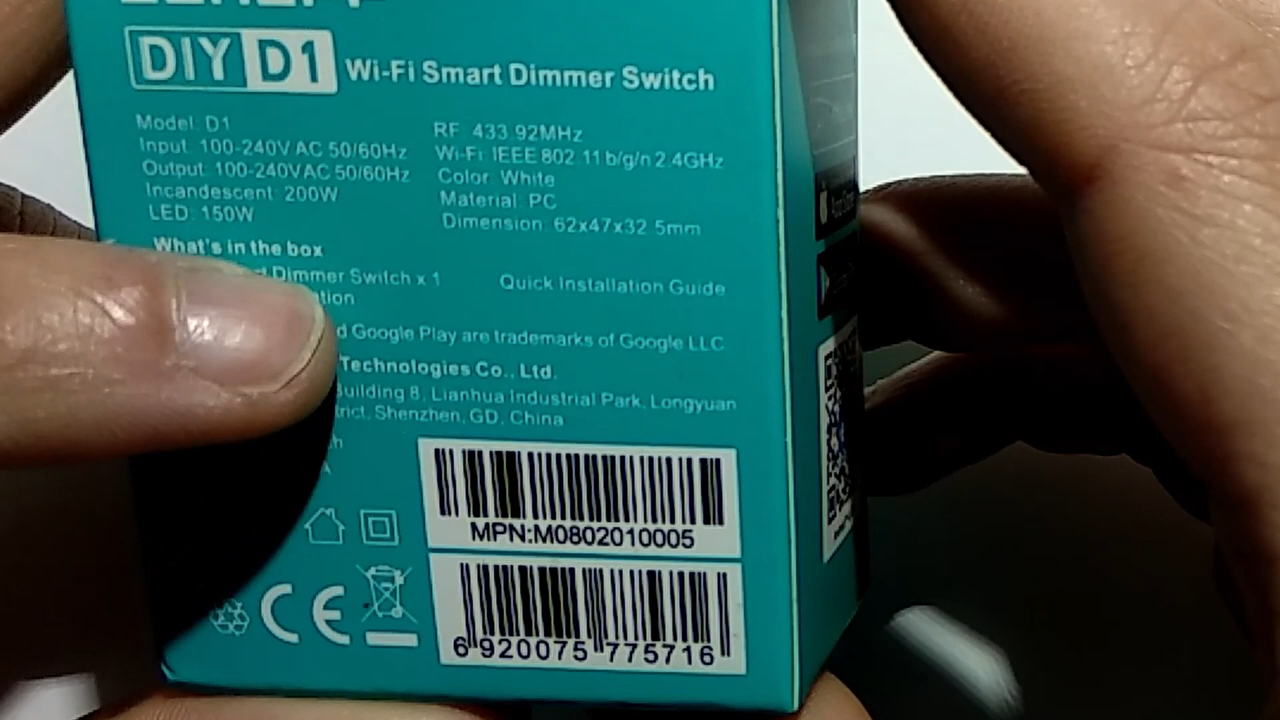 DIY D1 Wi-Fi Smart Dimmer Switch
Model: D1
Input: 100-240V AC 50/60Hz
Output: 100-240V AC 50/60Hz
Incandescent: 200W
LED: 150W
RF: 433.92MHz
Wi-Fi: IEEE 802.11 b/g/n 2.4GHz
Color: White
Material: PC
Dimension: 62x47x32.5mm
What's in the box
Dimmer Switch x 1
Quick Installation Guide
Google Play are trademarks of Google LLC
Technologies Co., Ltd.
Building 8, Lianhua Industrial Park, Longyuan
Shenzhen, GD, China
MPN:M0802010005
CE
6 920075 775716